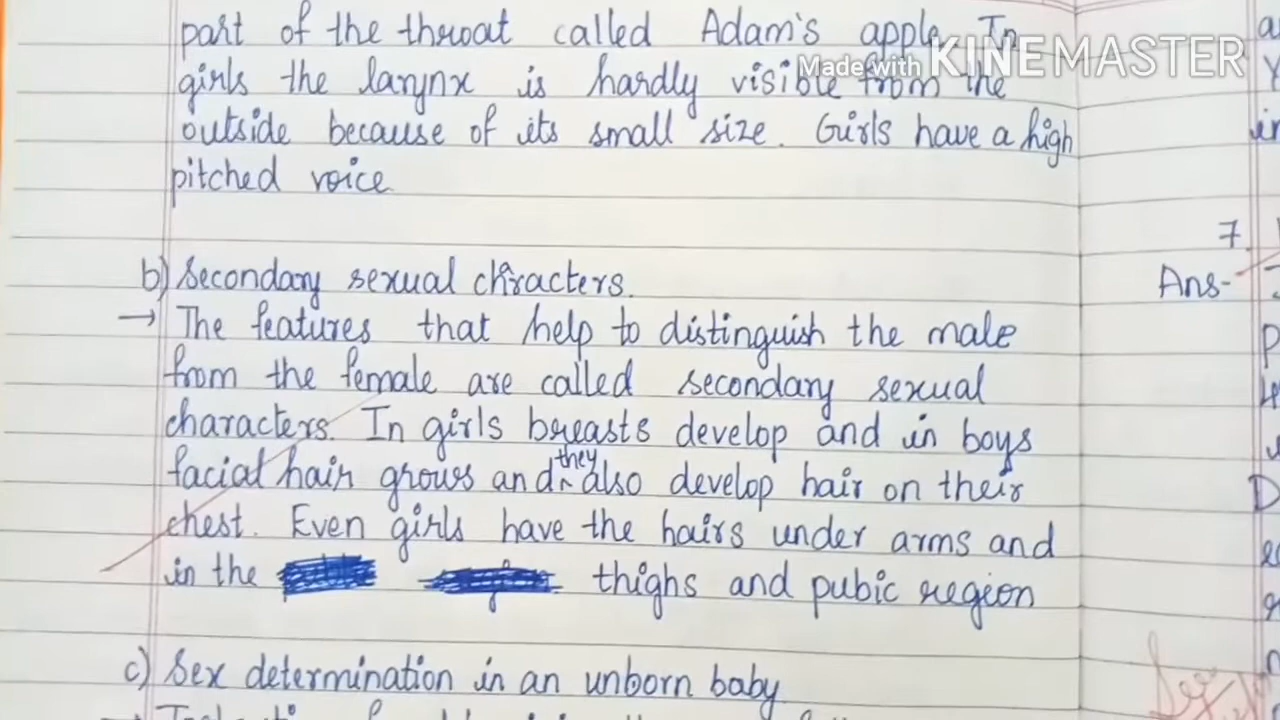 part of the throat called Adam's apple. In
Made with KINEMASTER
girls the larynx is hardly visible from the
outside because of its small size. Girls have a high
pitched voice
7.
b) Secondary sexual chracters.
Ans-
→ The features that help to distinguish the male
from the female are called secondary sexual
characters. In girls breasts develop and in boys
facial hair grows and they also develop hair on their
chest. Even girls have the hairs under arms and
in the thighs and pubic region
c) Sex determination in an unborn baby